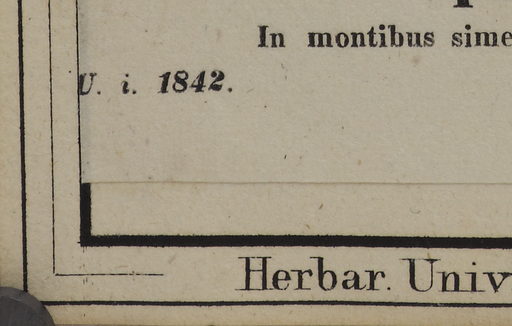 In montibus sime
U. i. 1842.
Herbar. Univ